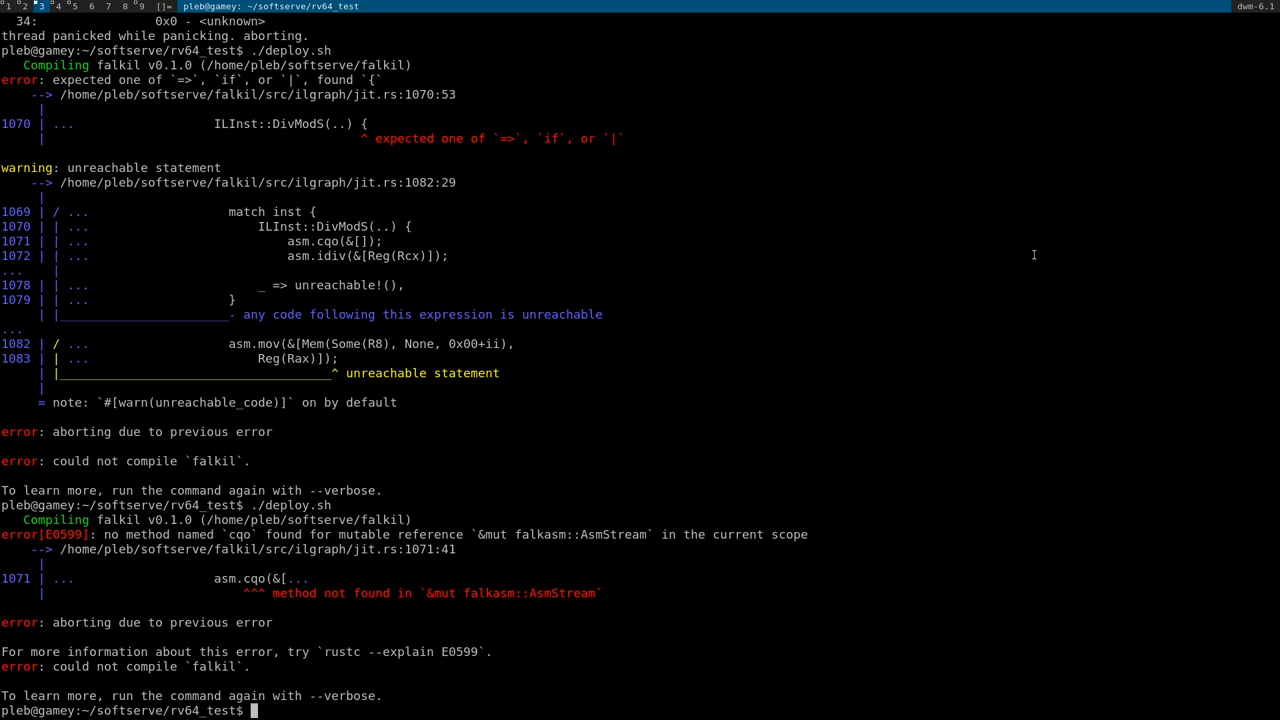 1 2 3 4 5 6 7 8 9 []= pleb@gamey: ~/softserve/rv64_test dwm-6.1
  34:                0x0 - <unknown>
thread panicked while panicking. aborting.
pleb@gamey:~/softserve/rv64_test$ ./deploy.sh
   Compiling falkil v0.1.0 (/home/pleb/softserve/falkil)
error: expected one of `=>`, `if`, or `|`, found `{`
    --> /home/pleb/softserve/falkil/src/ilgraph/jit.rs:1070:53
     |
1070 | ...                   ILInst::DivModS(..) {
     |                                           ^ expected one of `=>`, `if`, or `|`
warning: unreachable statement
    --> /home/pleb/softserve/falkil/src/ilgraph/jit.rs:1082:29
     |
1069 | / ...                   match inst {
1070 | | ...                       ILInst::DivModS(..) {
1071 | | ...                           asm.cqo(&[]);
1072 | | ...                           asm.idiv(&[Reg(Rcx)]);
...    |
1078 | | ...                       _ => unreachable!(),
1079 | | ...                   }
     | |_______________________- any code following this expression is unreachable
...
1082 | / ...                   asm.mov(&[Mem(Some(R8), None, 0x00+ii),
1083 | | ...                       Reg(Rax)]);
     | |_____________________________________^ unreachable statement
     |
     = note: `#[warn(unreachable_code)]` on by default
error: aborting due to previous error
error: could not compile `falkil`.
To learn more, run the command again with --verbose.
pleb@gamey:~/softserve/rv64_test$ ./deploy.sh
   Compiling falkil v0.1.0 (/home/pleb/softserve/falkil)
error[E0599]: no method named `cqo` found for mutable reference `&mut falkasm::AsmStream` in the current scope
    --> /home/pleb/softserve/falkil/src/ilgraph/jit.rs:1071:41
     |
1071 | ...                   asm.cqo(&[...
     |                           ^^^ method not found in `&mut falkasm::AsmStream`
error: aborting due to previous error
For more information about this error, try `rustc --explain E0599`.
error: could not compile `falkil`.
To learn more, run the command again with --verbose.
pleb@gamey:~/softserve/rv64_test$